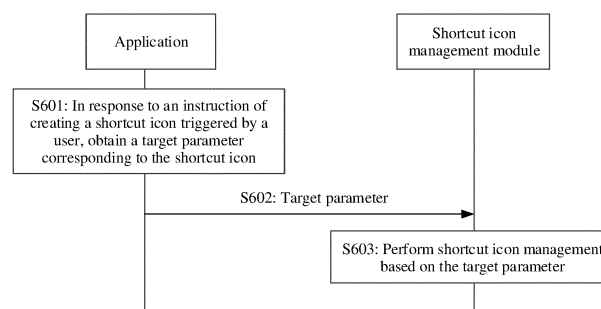 Application
Shortcut icon
management module
S601: In response to an instruction of
creating a shortcut icon triggered by a
user, obtain a target parameter
corresponding to the shortcut icon
S602: Target parameter
S603: Perform shortcut icon management
based on the target parameter